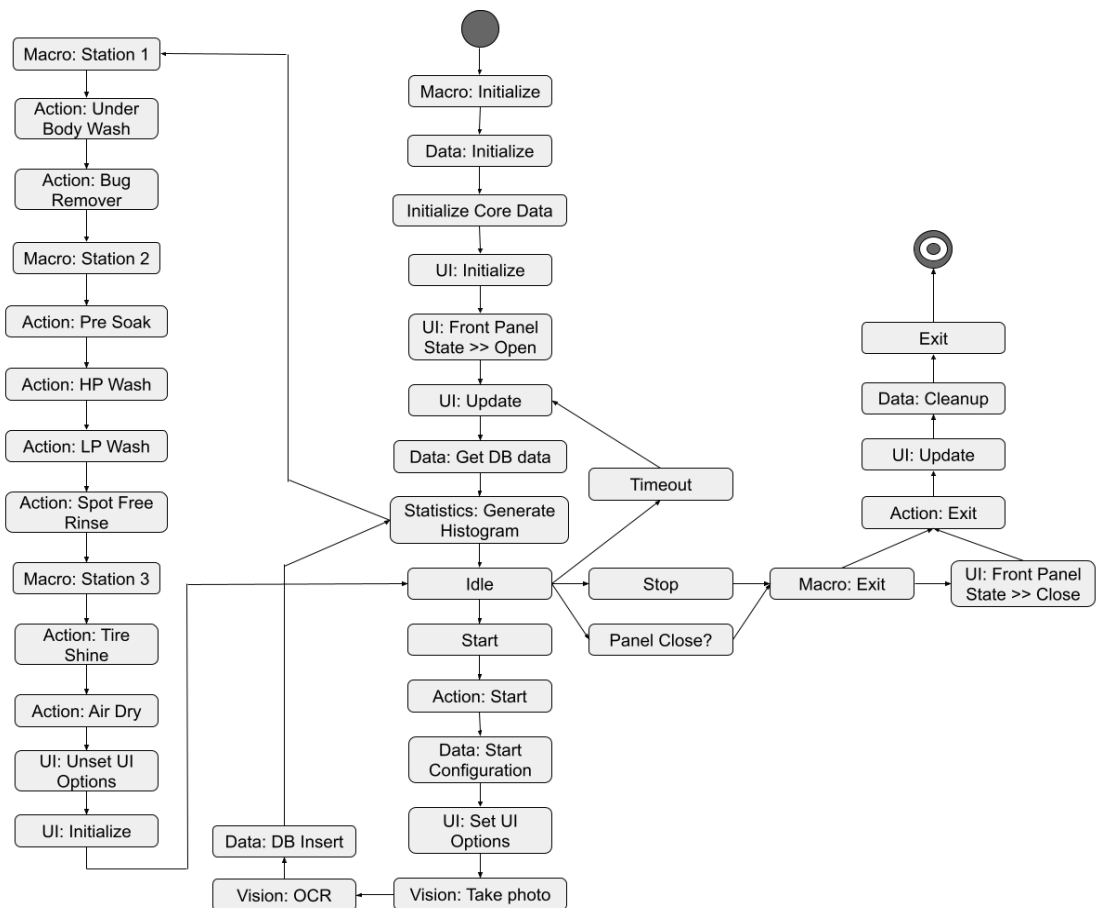 Macro: Station 1
Action: Under
Body Wash
Action: Bug
Remover
Macro: Station 2
Action: Pre Soak
Action: HP Wash
Action: LP Wash
Action: Spot Free
Rinse
Macro: Station 3
Action: Tire
Shine
Action: Air Dry
UI: Unset UI
Options
UI: Initialize
Macro: Initialize
Data: Initialize
Initialize Core Data
UI: Initialize
UI: Front Panel
State >> Open
UI: Update
Data: Get DB data
Statistics: Generate
Histogram
Idle
Start
Action: Start
Data: Start
Configuration
UI: Set UI
Options
Vision: Take photo
Vision: OCR
Data: DB Insert
Timeout
Stop
Panel Close?
Macro: Exit
UI: Front Panel
State >> Close
Action: Exit
UI: Update
Data: Cleanup
Exit